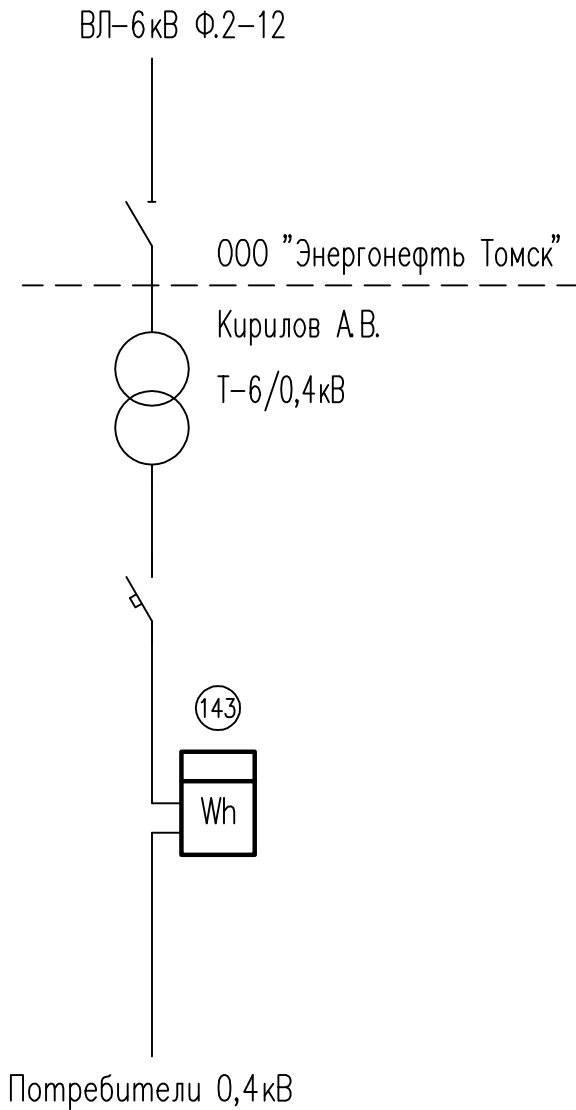 ВЛ-6кВ Ф.2-12
ООО "Энергонефть Томск"
Кирилов А.В.
Т-6/0,4кВ
143
Wh
Потребители 0,4кВ